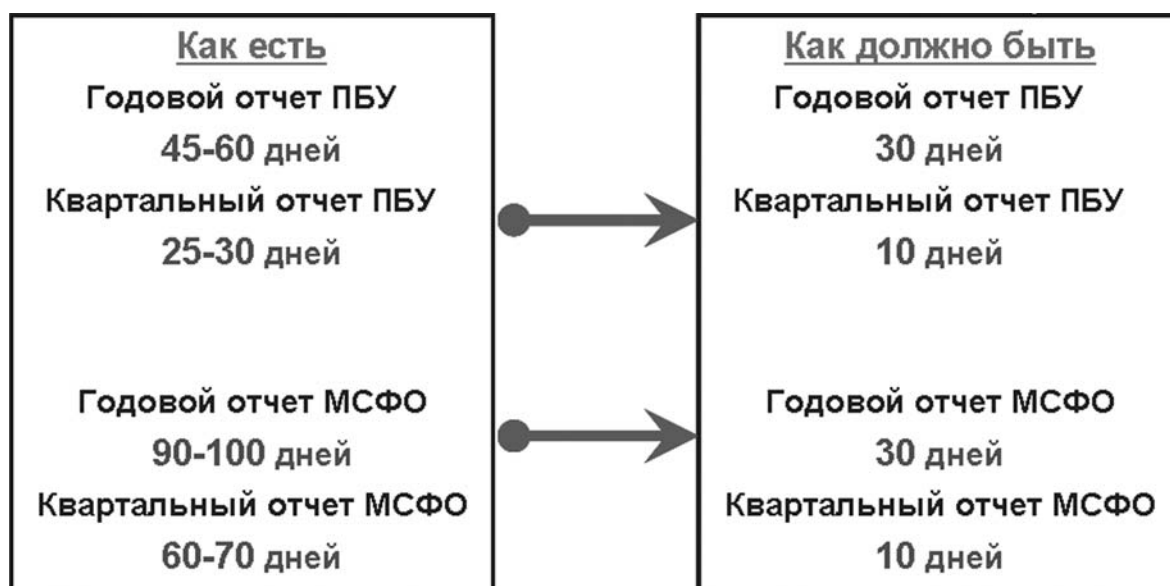 Как есть
Годовой отчет ПБУ
45-60 дней
Квартальный отчет ПБУ
25-30 дней
Годовой отчет МСФО
90-100 дней
Квартальный отчет МСФО
60-70 дней
Как должно быть
Годовой отчет ПБУ
30 дней
Квартальный отчет ПБУ
10 дней
Годовой отчет МСФО
30 дней
Квартальный отчет МСФО
10 дней